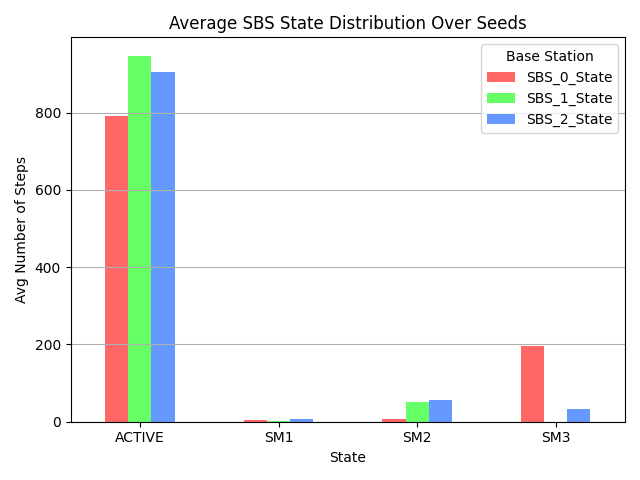 Average SBS State Distribution Over Seeds
Avg Number of Steps
800
600
400
200
0
Base Station
SBS_0_State
SBS_1_State
SBS_2_State
ACTIVE SM1 SM2 SM3
State